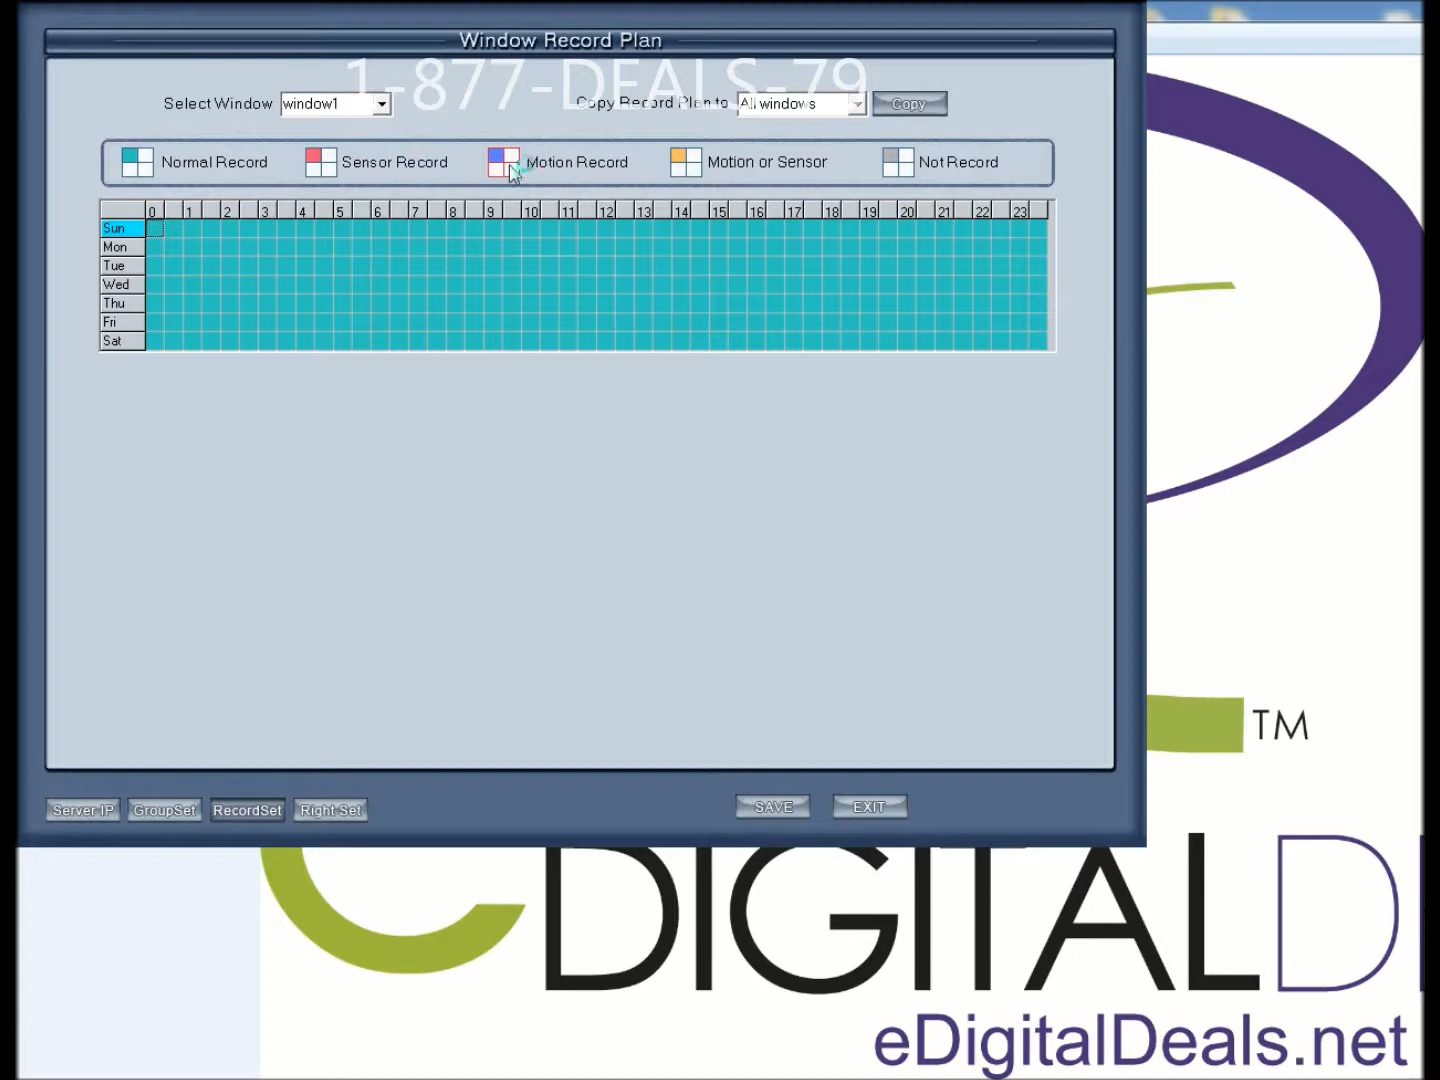 Window Record Plan
1-877-DEALS-79
Select Window window1 Copy Record Plan to All windows Copy
Normal Record Sensor Record Motion Record Motion or Sensor Not Record
0 1 2 3 4 5 6 7 8 9 10 11 12 13 14 15 16 17 18 19 20 21 22 23
Sun
Mon
Tue
Wed
Thu
Fri
Sat
TM
Server IP GroupSet RecordSet Right Set SAVE EXIT
DIGITALD
eDigitalDeals.net